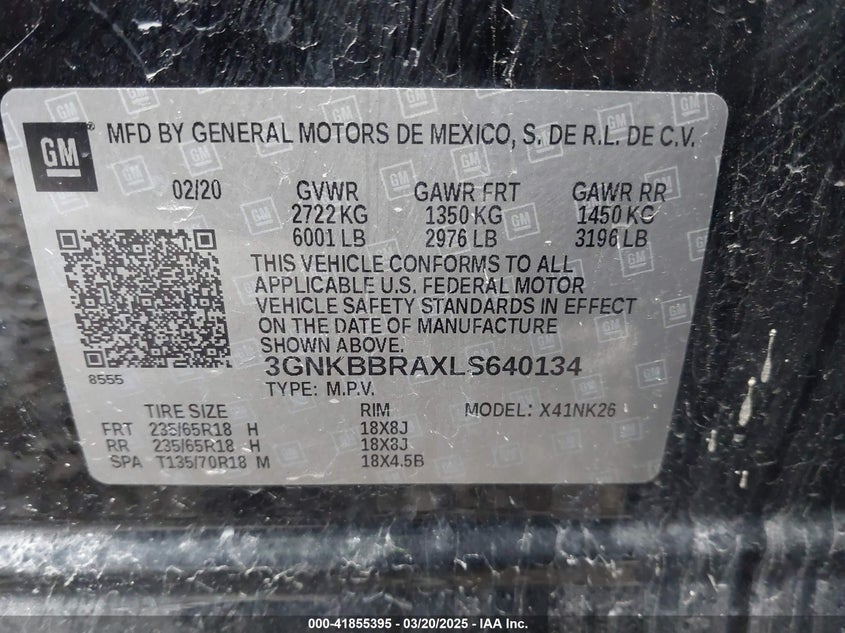 GM
MFD BY GENERAL MOTORS DE MEXICO, S. DE R.L. DE C.V.
02/20 GVWR GAWR FRT GAWR RR
2722 KG 1350 KG 1450 KG
6001 LB 2976 LB 3196 LB
THIS VEHICLE CONFORMS TO ALL
APPLICABLE U.S. FEDERAL MOTOR
VEHICLE SAFETY STANDARDS IN EFFECT
ON THE DATE OF MANUFACTURE
SHOWN ABOVE.
8555 3GNKBBRAXLS640134
TYPE: M.P.V.
TIRE SIZE RIM MODEL: X41NK26
FRT 235/65R18 H 18X8J
RR 235/65R18 H 18X8J
SPA T135/70R18 M 18X4.5B
000-41855395 - 03/20/2025 - IAAI.COM